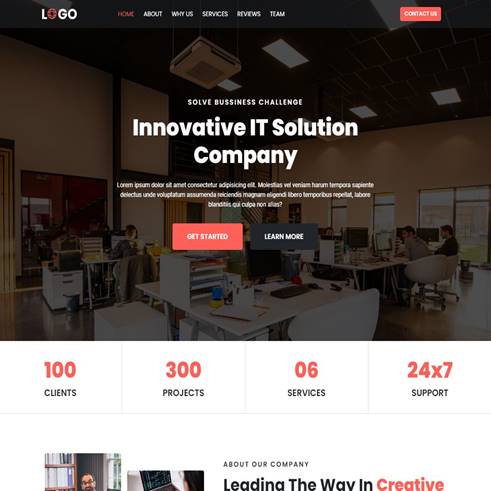 LOGO
HOME ABOUT WHY US SERVICES REVIEWS TEAM CONTACT US
SOLVE BUSSINESS CHALLENGE
Innovative IT Solution
Company
Lorem ipsum dolor sit amet consectetur adipisicing elit. Molestias vel veniam harum tempora sapiente
delectus unde voluptatum assumenda reiciendis magnam eligendi libero temporibus repellat, labore
blanditiis qui culpa non alias?
GET STARTED LEARN MORE
100 300 06 24x7
CLIENTS PROJECTS SERVICES SUPPORT
ABOUT OUR COMPANY
Leading The Way In Creative